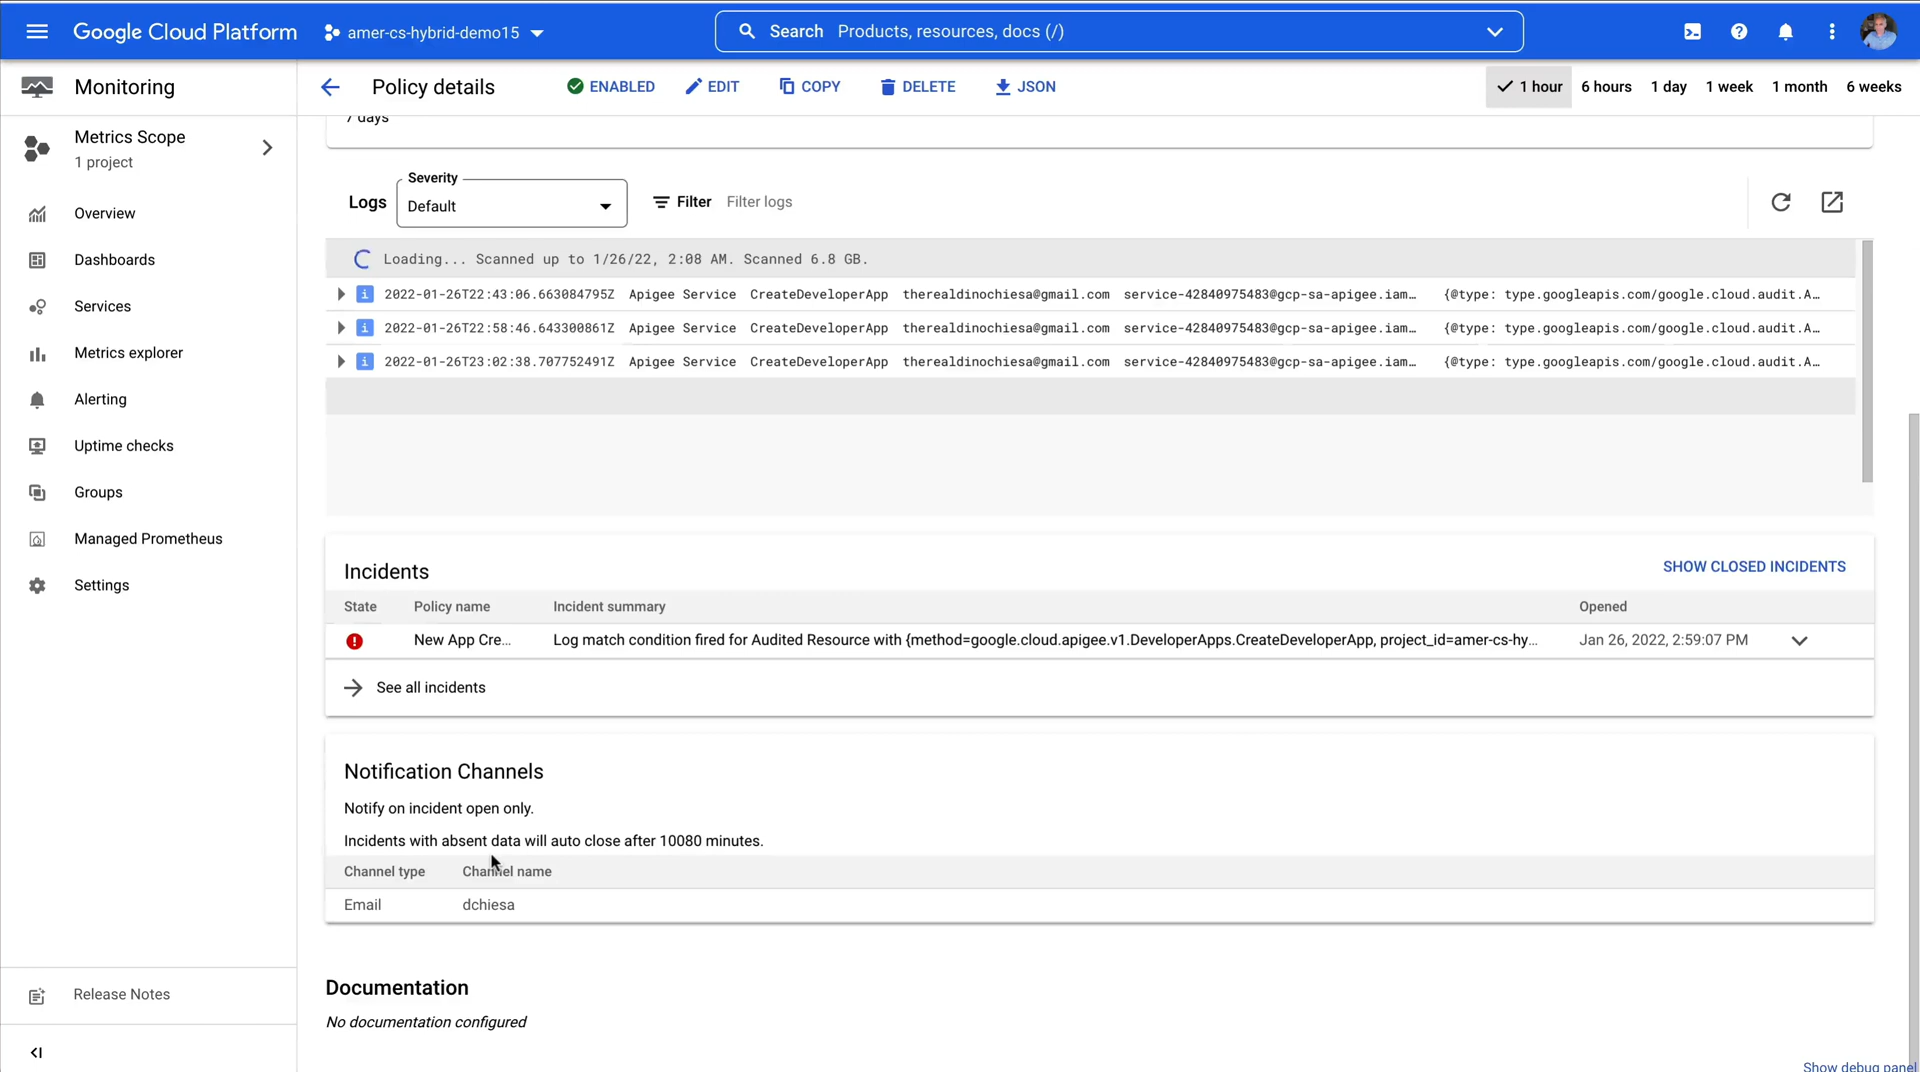 Google Cloud Platform
amer-cs-hybrid-demo15
Search Products, resources, docs (/)
Monitoring
Policy details
ENABLED
EDIT
COPY
DELETE
JSON
1 hour
6 hours
1 day
1 week
1 month
6 weeks
Metrics Scope
1 project
Overview
Dashboards
Services
Metrics explorer
Alerting
Uptime checks
Groups
Managed Prometheus
Settings
Release Notes
7 days
Logs
Severity
Default
Filter
Filter logs
Loading... Scanned up to 1/26/22, 2:08 AM. Scanned 6.8 GB.
2022-01-26T22:43:06.663084795Z Apigee Service CreateDeveloperApp therealdinochiesa@gmail.com service-42840975483@gcp-sa-apigee.iam… {@type: type.googleapis.com/google.cloud.audit.A…
2022-01-26T22:58:46.643300861Z Apigee Service CreateDeveloperApp therealdinochiesa@gmail.com service-42840975483@gcp-sa-apigee.iam… {@type: type.googleapis.com/google.cloud.audit.A…
2022-01-26T23:02:38.707752491Z Apigee Service CreateDeveloperApp therealdinochiesa@gmail.com service-42840975483@gcp-sa-apigee.iam… {@type: type.googleapis.com/google.cloud.audit.A…
Incidents
SHOW CLOSED INCIDENTS
State Policy name Incident summary Opened
New App Cre… Log match condition fired for Audited Resource with {method=google.cloud.apigee.v1.DeveloperApps.CreateDeveloperApp, project_id=amer-cs-hy… Jan 26, 2022, 2:59:07 PM
See all incidents
Notification Channels
Notify on incident open only.
Incidents with absent data will auto close after 10080 minutes.
Channel type Channel name
Email dchiesa
Documentation
No documentation configured
Show debug panel